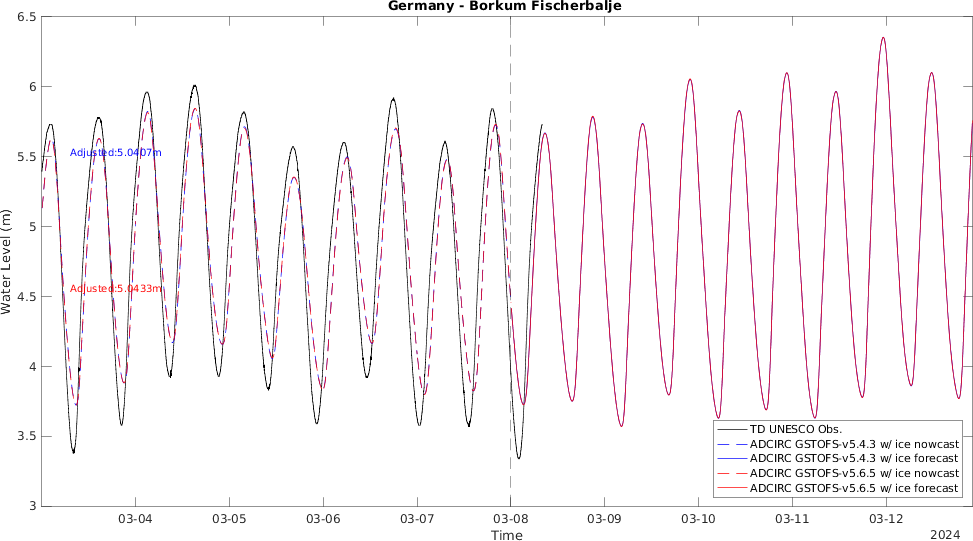 Germany - Borkum Fischerbalje
6.5
6
5.5
5
4.5
4
3.5
3
Water Level (m)
Adjusted:5.0407m
Adjusted:5.0433m
TD UNESCO Obs.
ADCIRC GSTOFS-v5.4.3 w/ ice nowcast
ADCIRC GSTOFS-v5.4.3 w/ ice forecast
ADCIRC GSTOFS-v5.6.5 w/ ice nowcast
ADCIRC GSTOFS-v5.6.5 w/ ice forecast
03-04 03-05 03-06 03-07 03-08 03-09 03-10 03-11 03-12
Time
2024